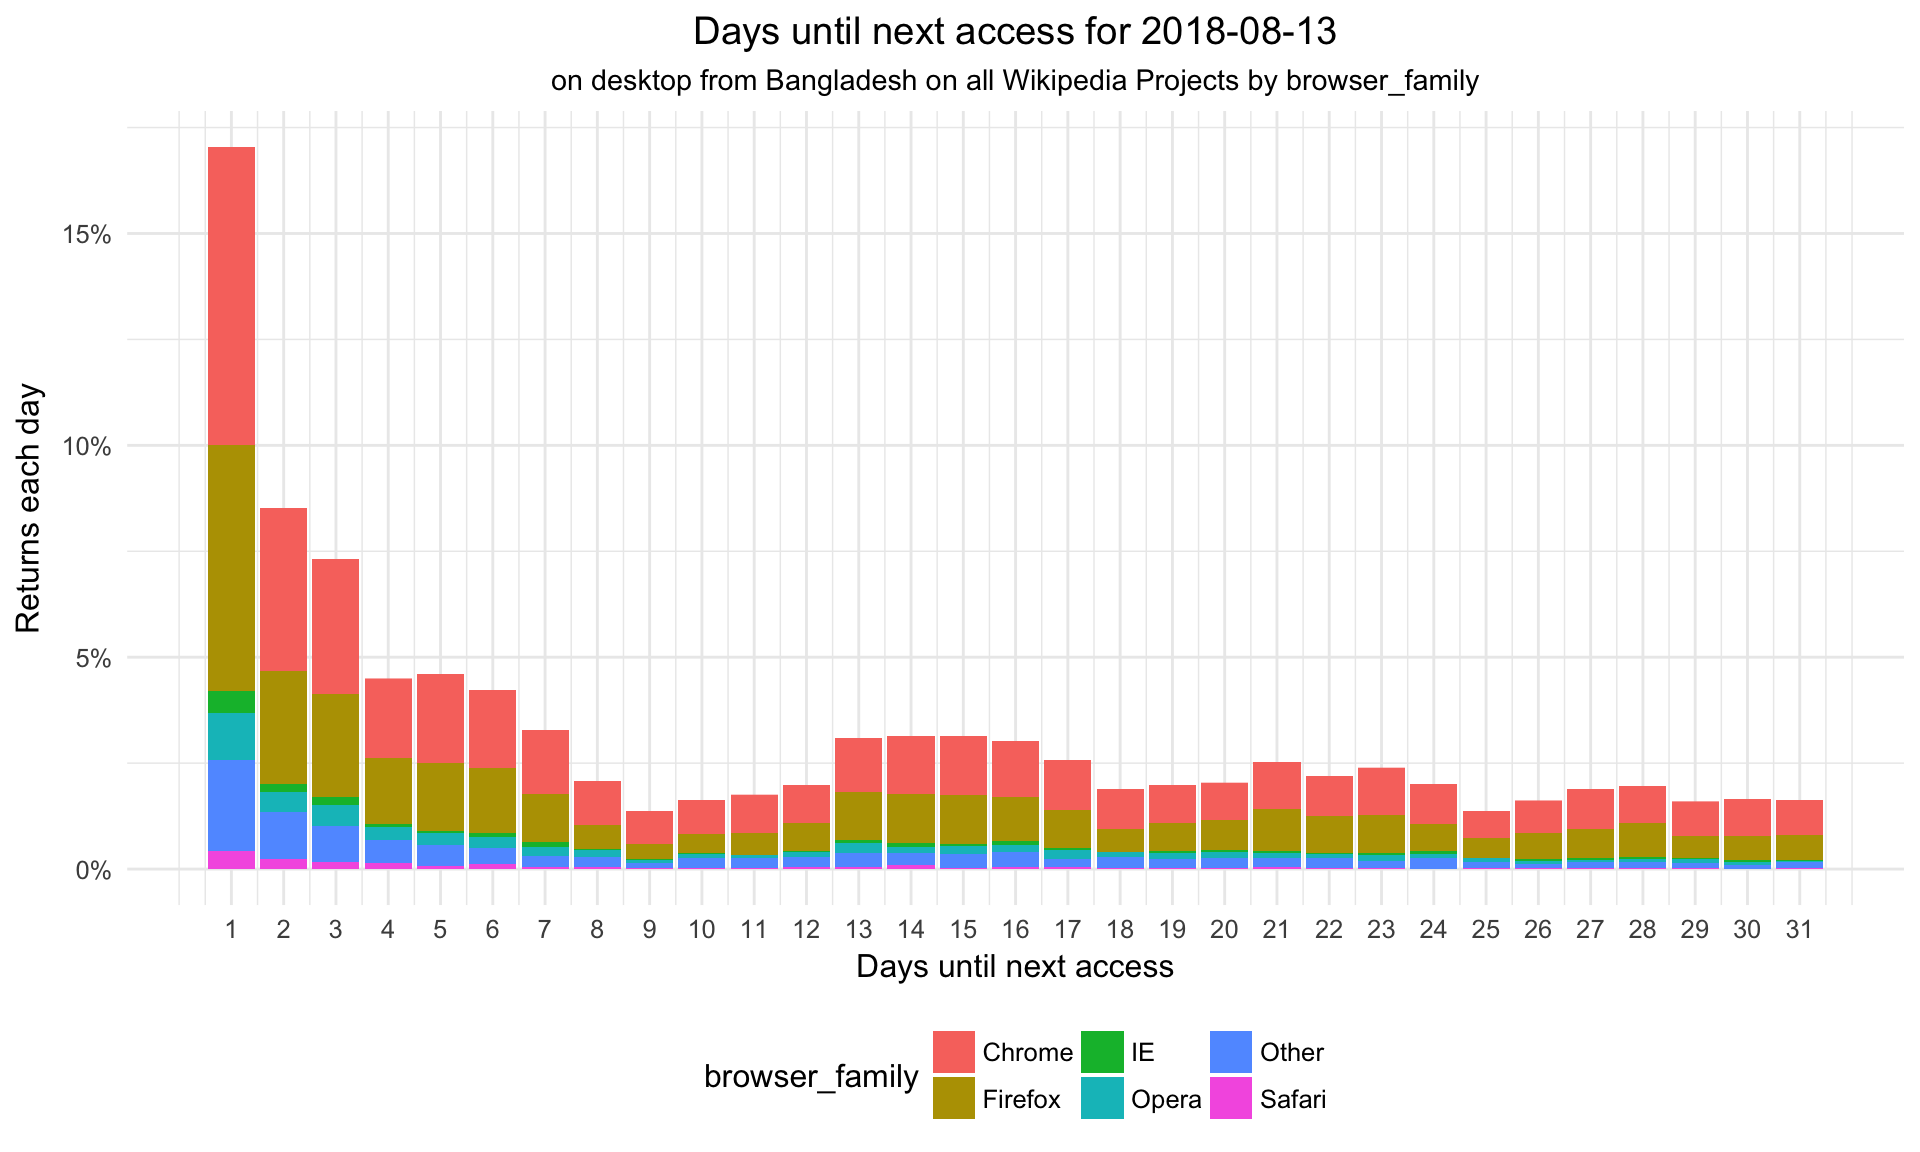 Days until next access for 2018-08-13
on desktop from Bangladesh on all Wikipedia Projects by browser_family
Returns each day
15%
10%
5%
0%
1 2 3 4 5 6 7 8 9 10 11 12 13 14 15 16 17 18 19 20 21 22 23 24 25 26 27 28 29 30 31
Days until next access
browser_family
Chrome IE Other
Firefox Opera Safari